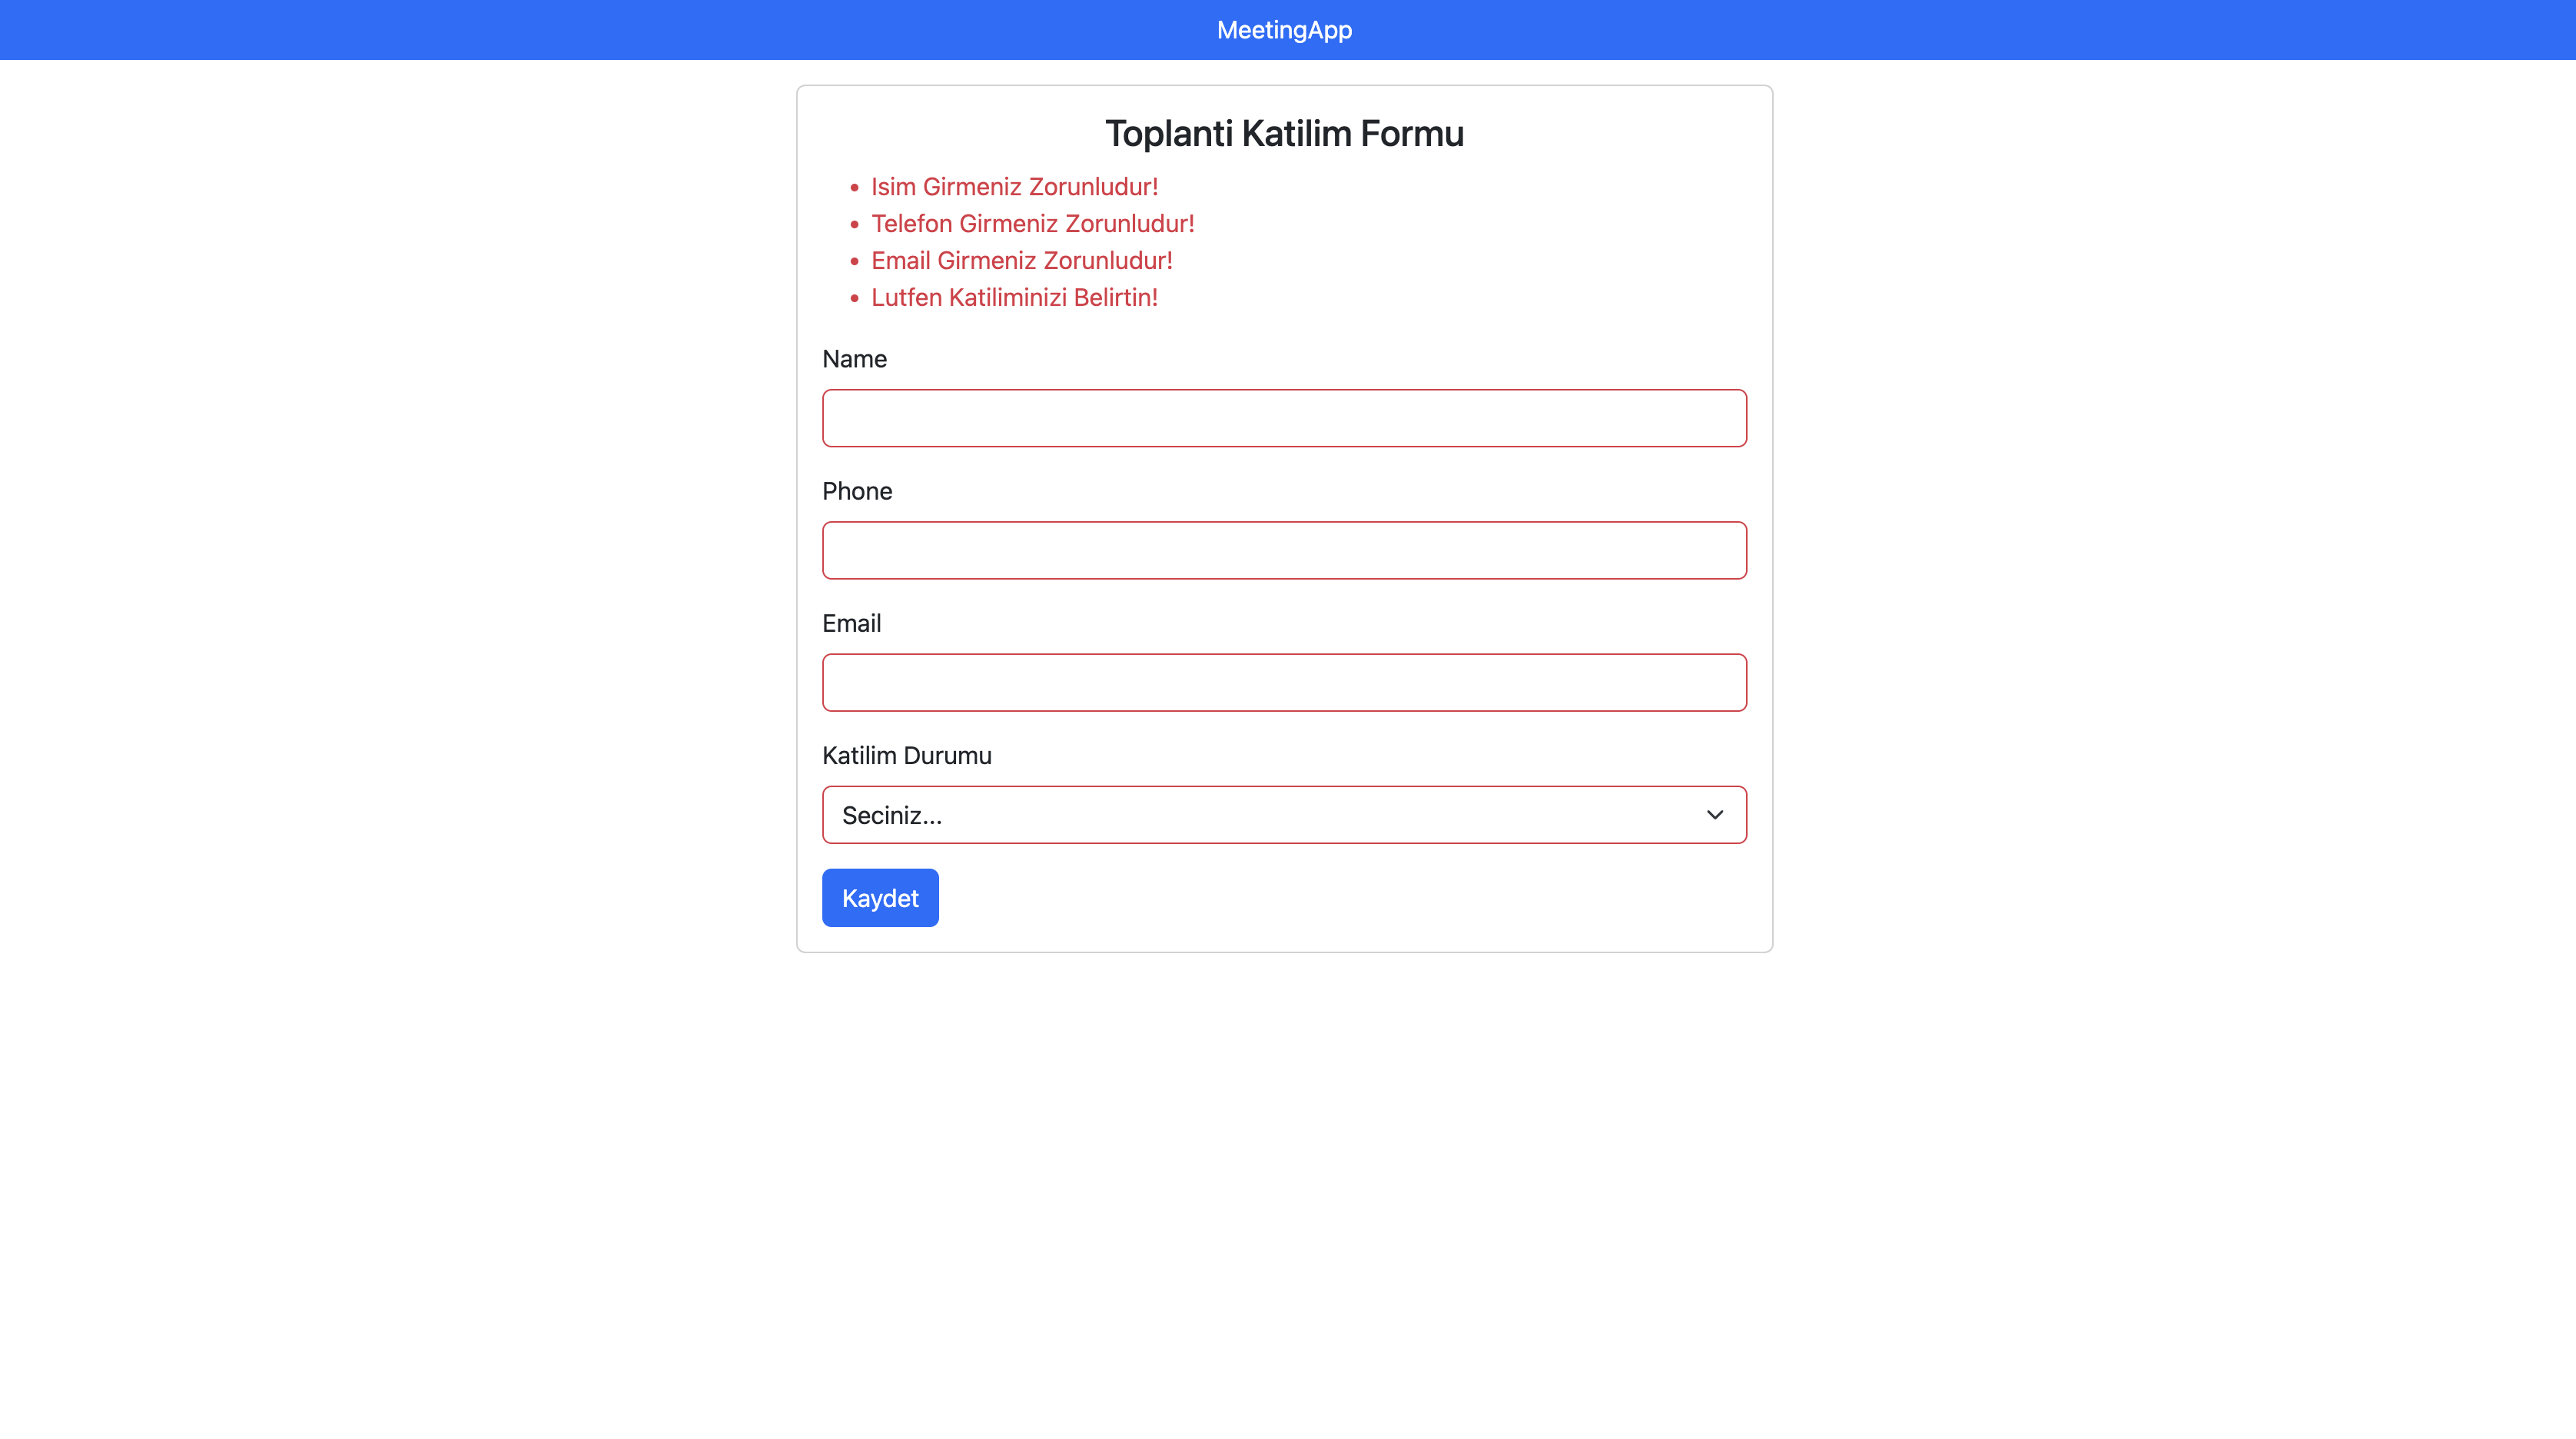 MeetingApp
Toplanti Katilim Formu
Isim Girmeniz Zorunludur!
Telefon Girmeniz Zorunludur!
Email Girmeniz Zorunludur!
Lutfen Katiliminizi Belirtin!
Name
Phone
Email
Katilim Durumu
Seciniz...
Kaydet